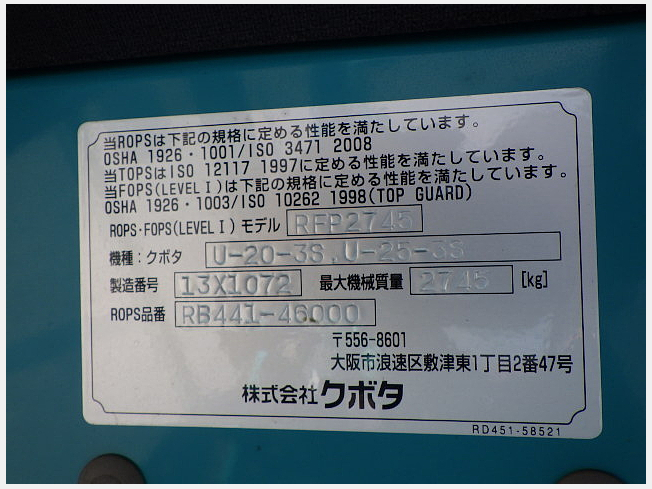 当ROPSは下記の規格に定める性能を満たしています。
OSHA 1926・1001/ISO 3471 2008
当TOPSはISO 12117 1997に定める性能を満たしています。
当FOPS(LEVEL I)は下記の規格に定める性能を満たしています。
OSHA 1926・1003/ISO 10262 1998(TOP GUARD)
ROPS・FOPS(LEVEL I) モデル RFP2745
機種：クボタ U-20-3S,U-25-3S
製造番号 13X1072 最大機械質量 2745 [kg]
ROPS品番 RB441-46000
〒556-8601
大阪市浪速区敷津東1丁目2番47号
株式会社クボタ
RD451-58521